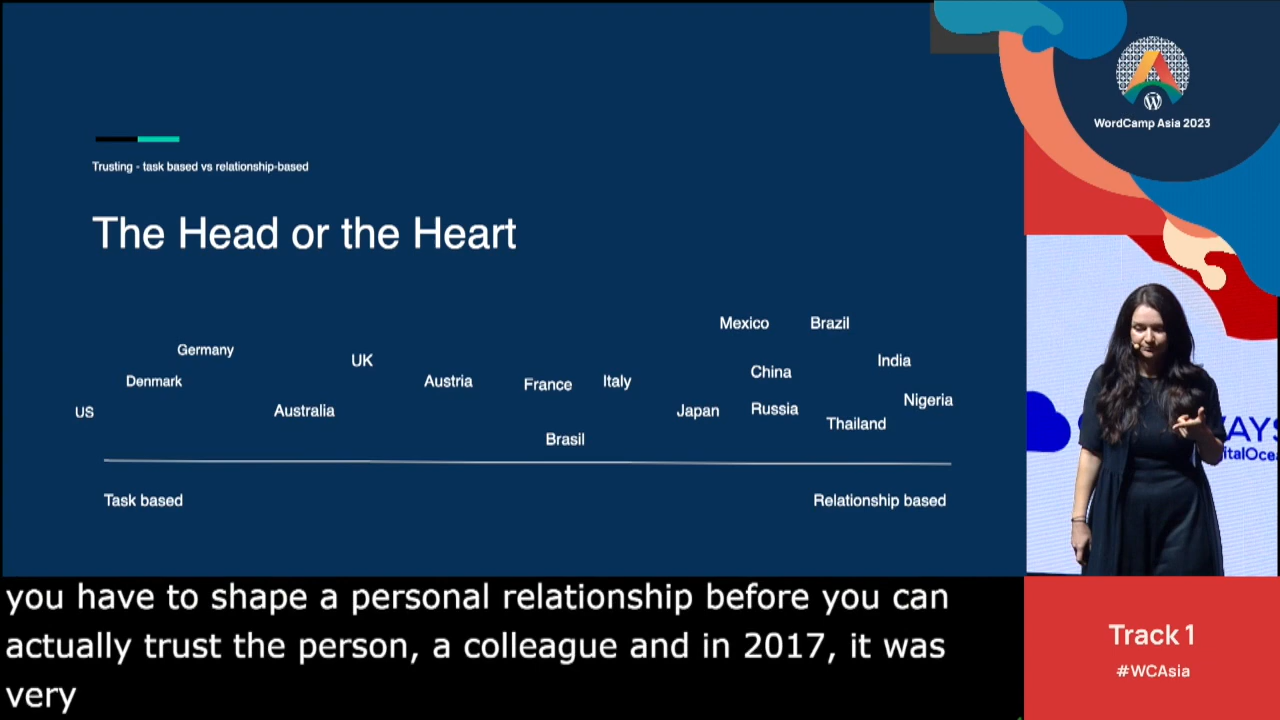 WordCamp Asia 2023
Trusting - task based vs relationship-based
The Head or the Heart
Mexico Brazil
Germany UK India
Denmark Austria France Italy China
US Australia Japan Russia Nigeria
Brasil Thailand
Task based Relationship based
AYS
italOce
you have to shape a personal relationship before you can
actually trust the person, a colleague and in 2017, it was
very
Track 1
#WCAsia